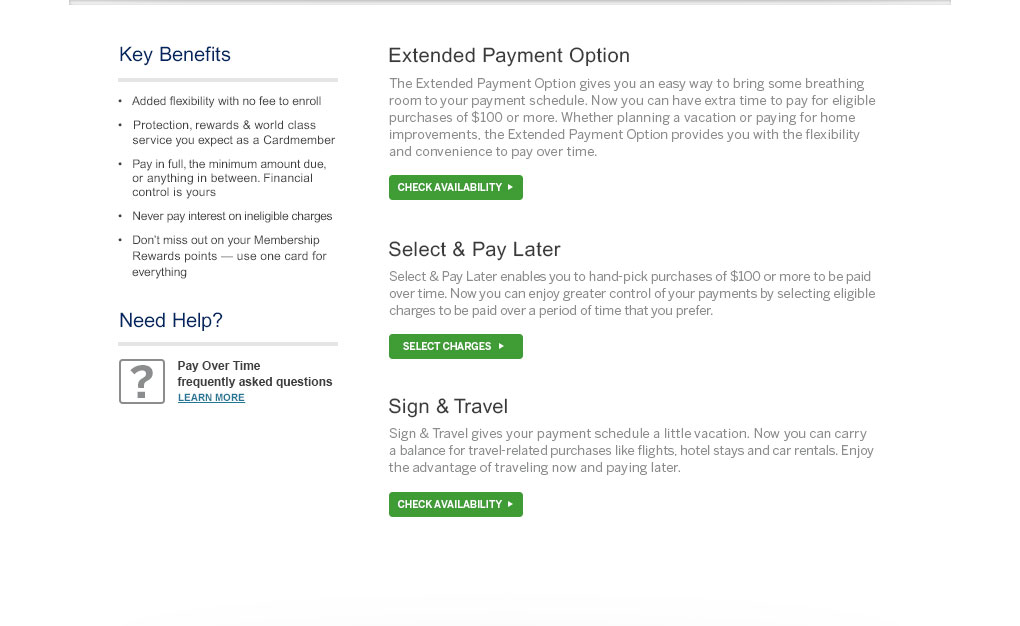 Key Benefits
• Added flexibility with no fee to enroll
• Protection, rewards & world class
service you expect as a Cardmember
• Pay in full, the minimum amount due,
or anything in between. Financial
control is yours
• Never pay interest on ineligible charges
• Don't miss out on your Membership
Rewards points — use one card for
everything
Need Help?
?
Pay Over Time
frequently asked questions
LEARN MORE
Extended Payment Option
The Extended Payment Option gives you an easy way to bring some breathing
room to your payment schedule. Now you can have extra time to pay for eligible
purchases of $100 or more. Whether planning a vacation or paying for home
improvements, the Extended Payment Option provides you with the flexibility
and convenience to pay over time.
CHECK AVAILABILITY
Select & Pay Later
Select & Pay Later enables you to hand-pick purchases of $100 or more to be paid
over time. Now you can enjoy greater control of your payments by selecting eligible
charges to be paid over a period of time that you prefer.
SELECT CHARGES
Sign & Travel
Sign & Travel gives your payment schedule a little vacation. Now you can carry
a balance for travel-related purchases like flights, hotel stays and car rentals. Enjoy
the advantage of traveling now and paying later.
CHECK AVAILABILITY